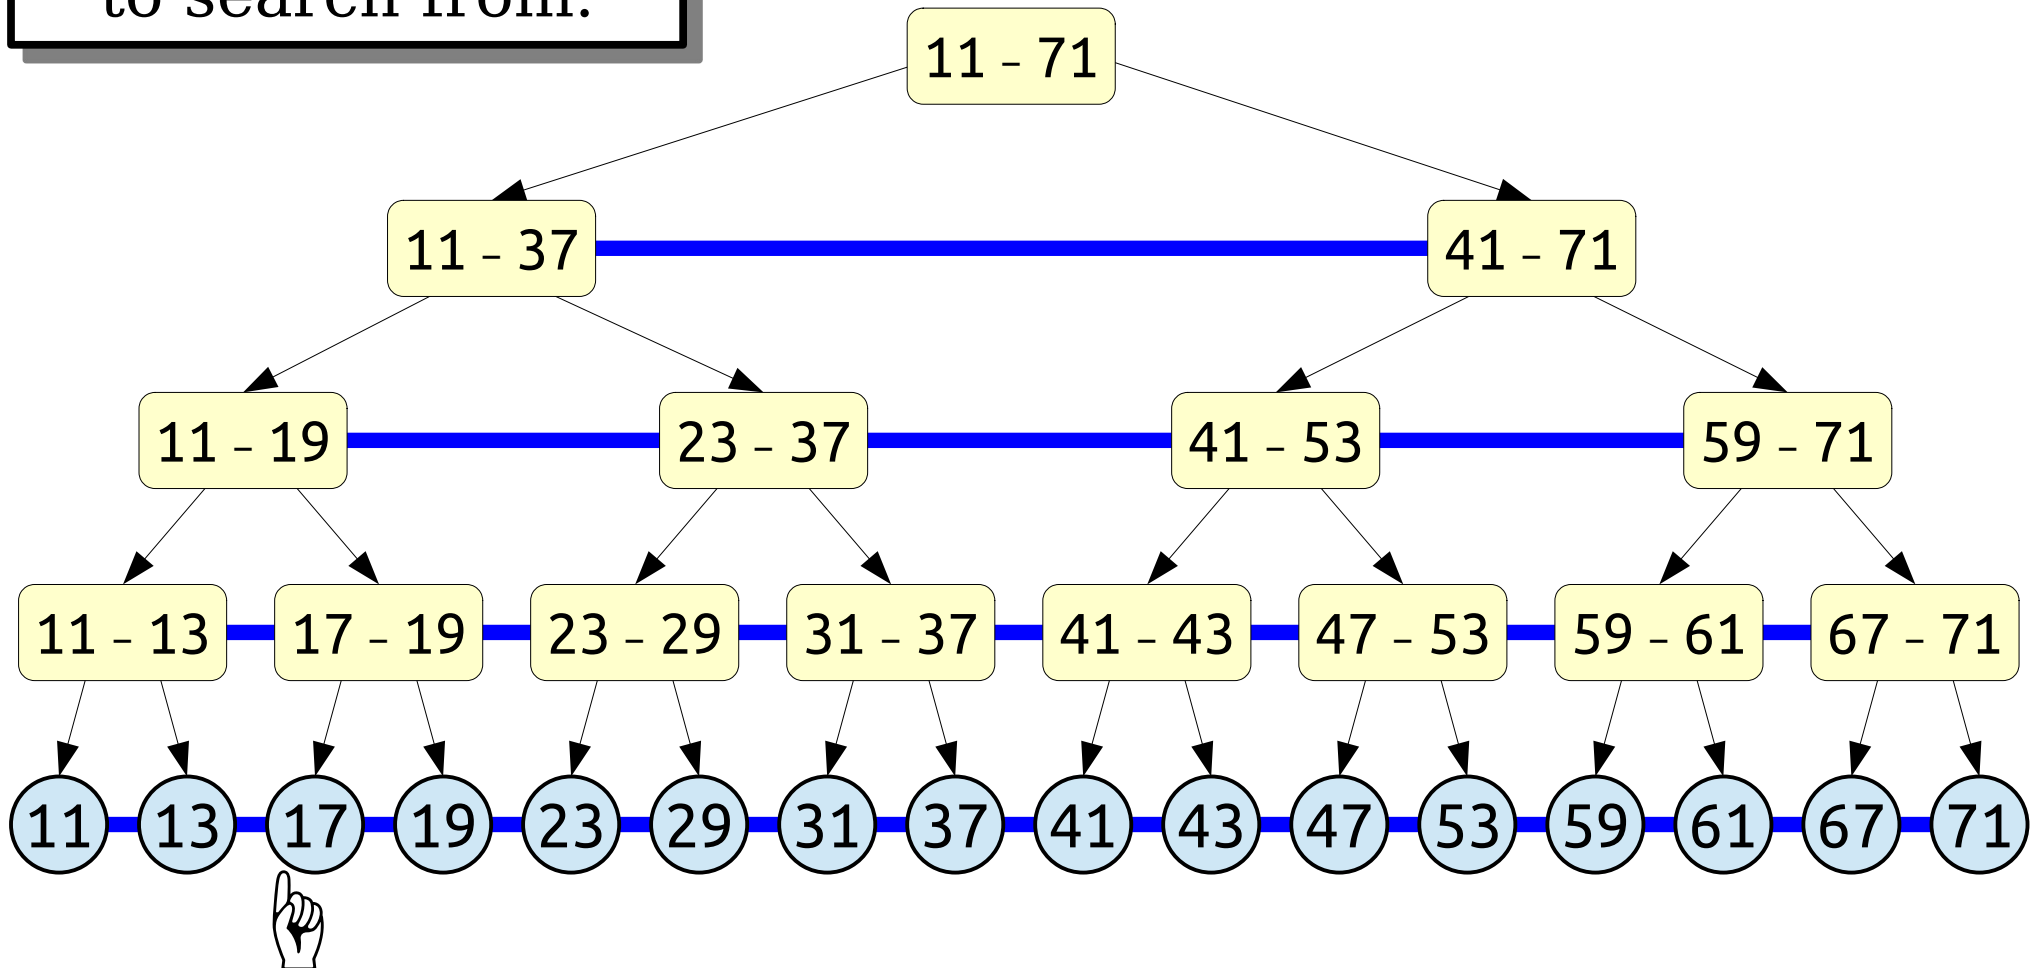 to search from.
11 – 71
11 – 37 41 – 71
11 – 19 23 – 37 41 – 53 59 – 71
11 – 13 17 – 19 23 – 29 31 – 37 41 – 43 47 – 53 59 – 61 67 – 71
11 13 17 19 23 29 31 37 41 43 47 53 59 61 67 71